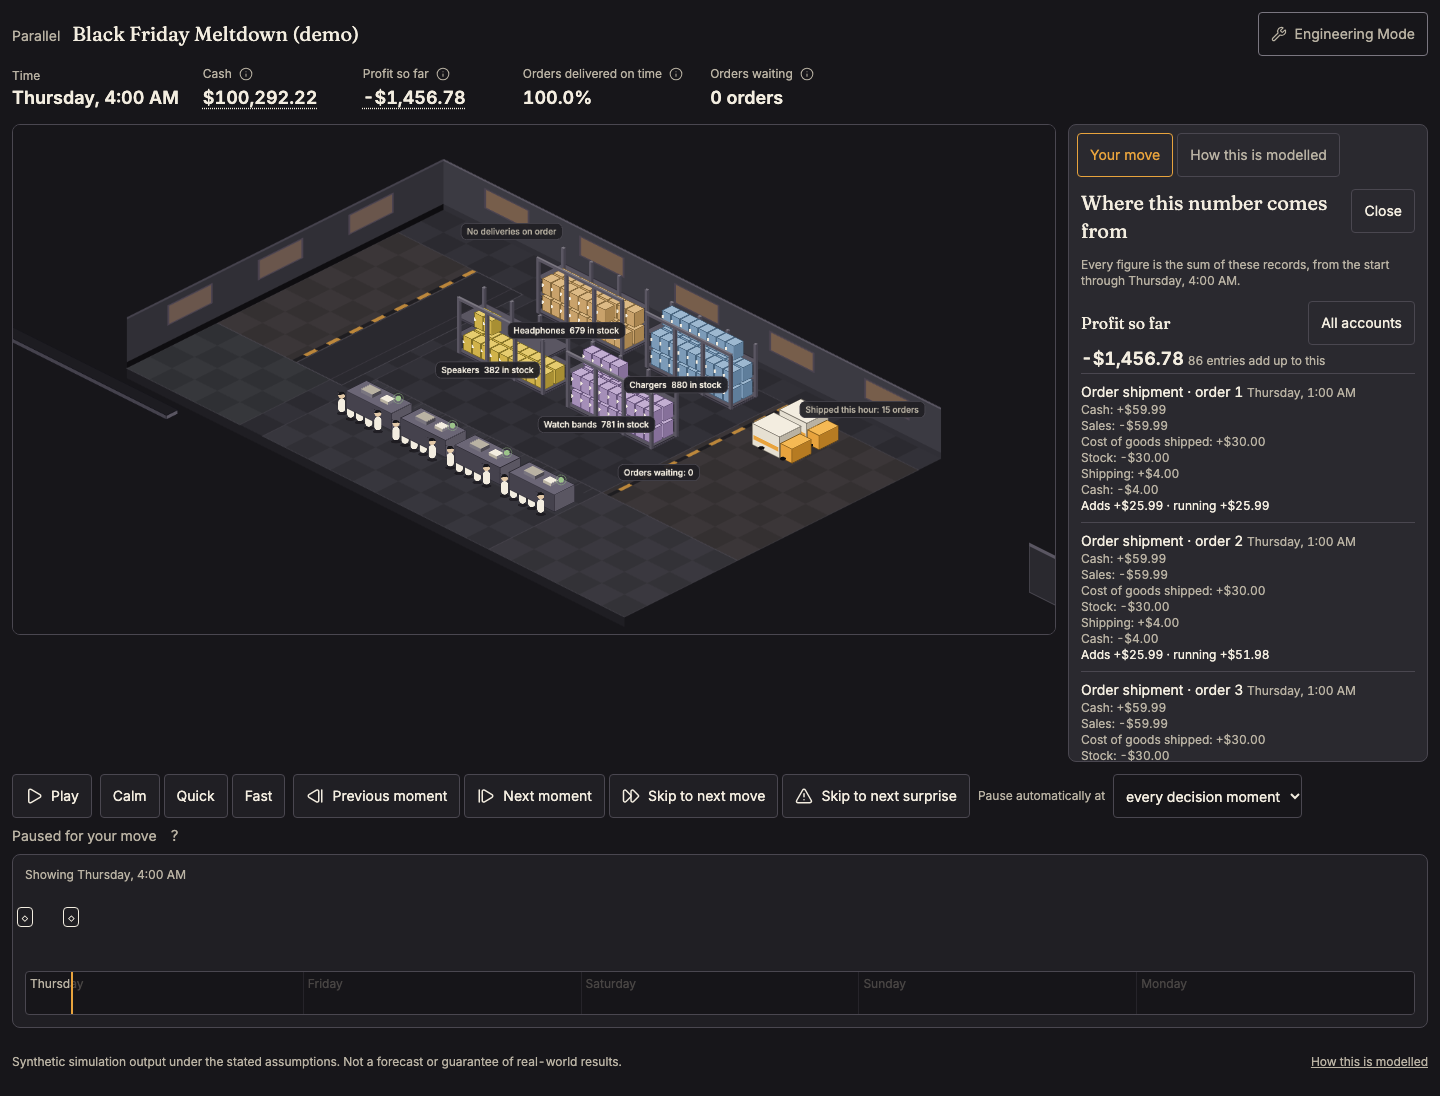 Parallel Black Friday Meltdown (demo)
Engineering Mode
Time
Thursday, 4:00 AM
Cash
$100,292.22
Profit so far
-$1,456.78
Orders delivered on time
100.0%
Orders waiting
0 orders
No deliveries on order
Headphones 679 in stock
Speakers 382 in stock
Chargers 880 in stock
Watch bands 781 in stock
Shipped this hour: 15 orders
Orders waiting: 0
Your move
How this is modelled
Where this number comes
from
Close
Every figure is the sum of these records, from the start
through Thursday, 4:00 AM.
Profit so far
All accounts
-$1,456.78 86 entries add up to this
Order shipment · order 1 Thursday, 1:00 AM
Cash: +$59.99
Sales: -$59.99
Cost of goods shipped: +$30.00
Stock: -$30.00
Shipping: +$4.00
Cash: -$4.00
Adds +$25.99 · running +$25.99
Order shipment · order 2 Thursday, 1:00 AM
Cash: +$59.99
Sales: -$59.99
Cost of goods shipped: +$30.00
Stock: -$30.00
Shipping: +$4.00
Cash: -$4.00
Adds +$25.99 · running +$51.98
Order shipment · order 3 Thursday, 1:00 AM
Cash: +$59.99
Sales: -$59.99
Cost of goods shipped: +$30.00
Stock: -$30.00
Play
Calm
Quick
Fast
Previous moment
Next moment
Skip to next move
Skip to next surprise
Pause automatically at
every decision moment
Paused for your move ?
Showing Thursday, 4:00 AM
Thursday
Friday
Saturday
Sunday
Monday
Synthetic simulation output under the stated assumptions. Not a forecast or guarantee of real-world results.
How this is modelled